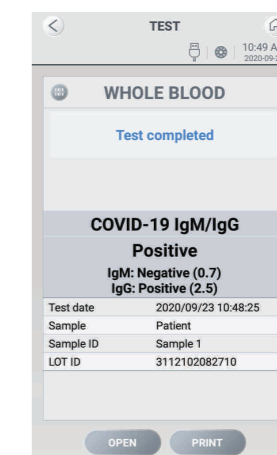 TEST
10:49 A
2020-09-2
WHOLE BLOOD
Test completed
COVID-19 IgM/IgG
Positive
IgM: Negative (0.7)
IgG: Positive (2.5)
Test date 2020/09/23 10:48:25
Sample Patient
Sample ID Sample 1
LOT ID 3112102082710
OPEN PRINT